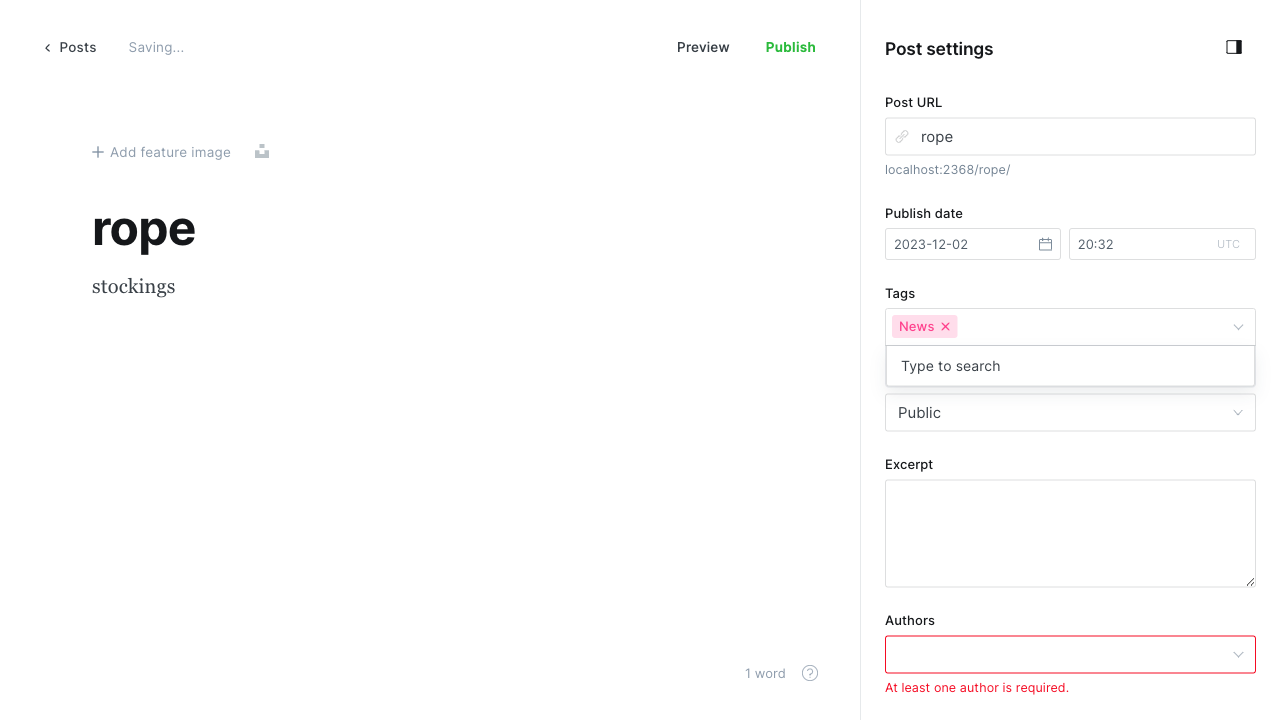 Posts
Saving...
Preview
Publish
Add feature image
rope
stockings
1 word
?
Post settings
Post URL
rope
localhost:2368/rope/
Publish date
2023-12-02
20:32 UTC
Tags
News
Type to search
Public
Excerpt
Authors
At least one author is required.